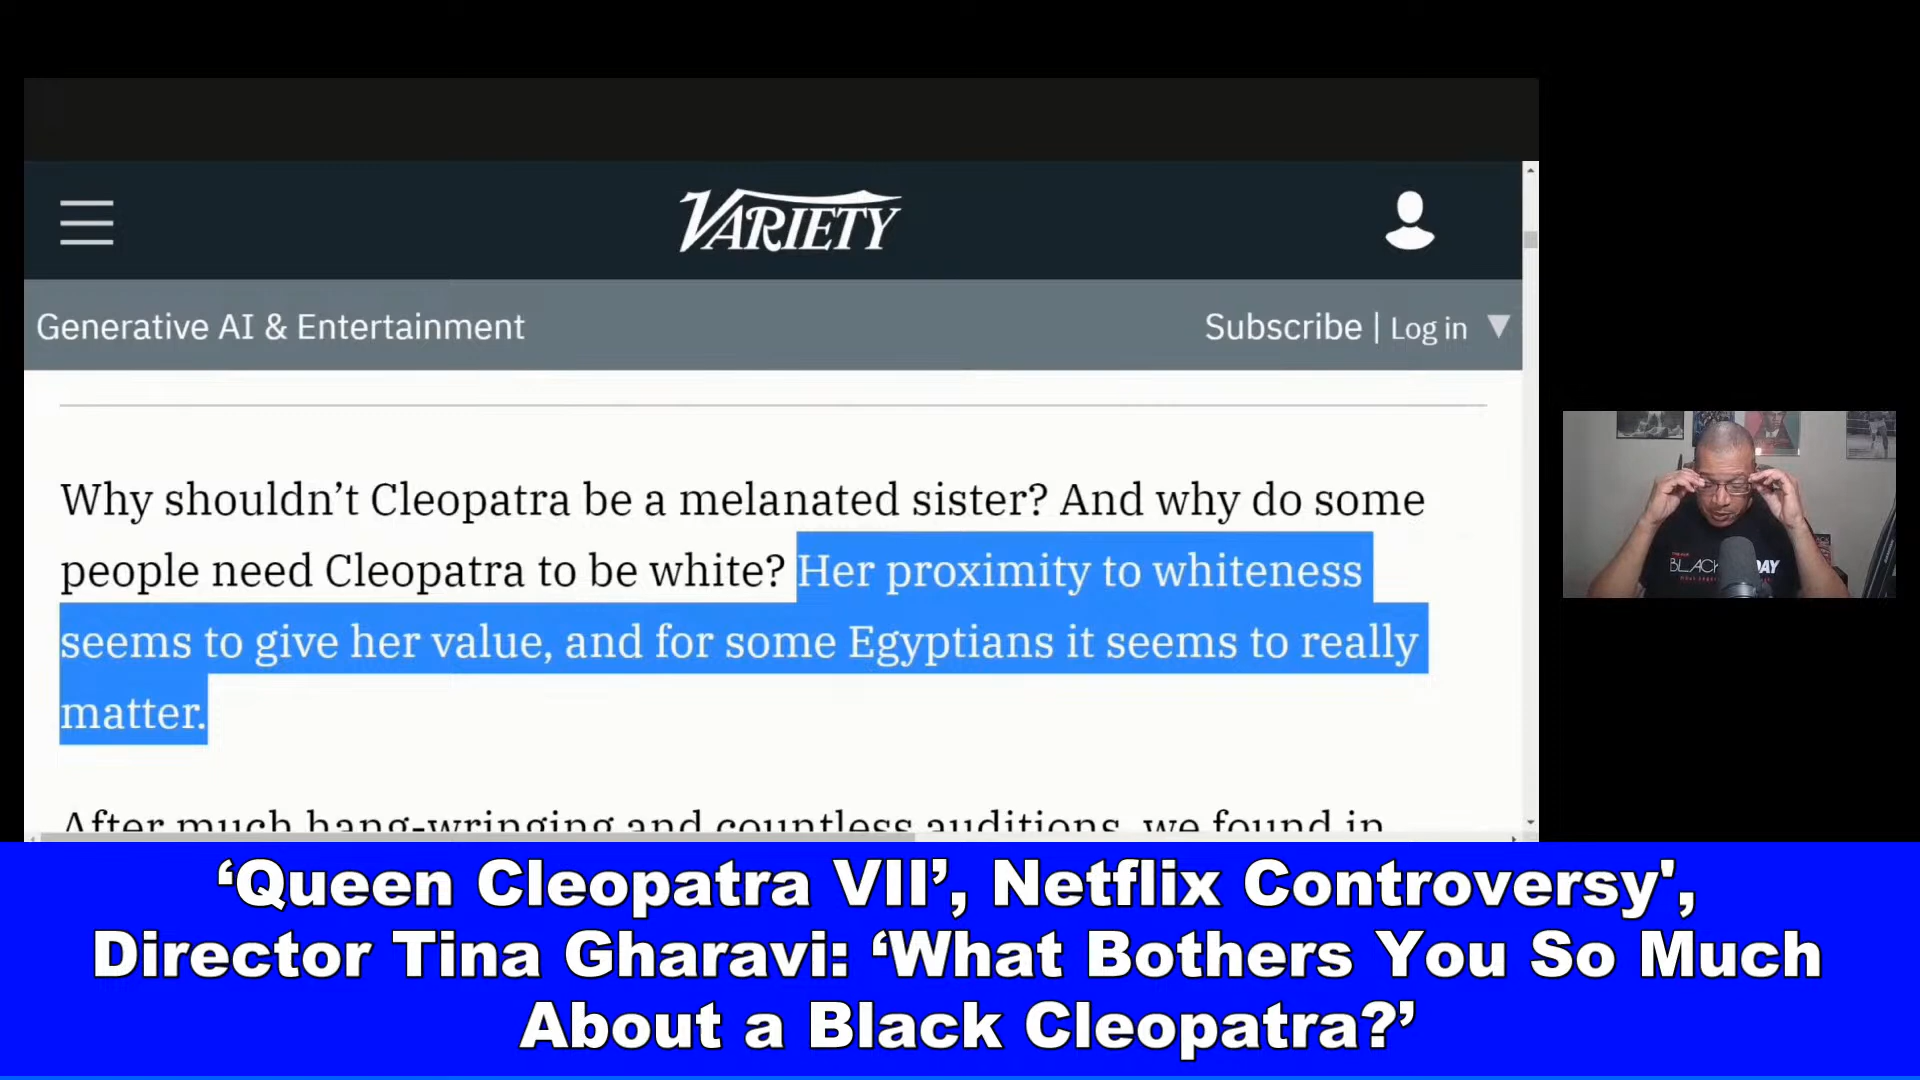 VARIETY
Generative AI & Entertainment
Subscribe | Log in ▼
Why shouldn’t Cleopatra be a melanated sister? And why do some
people need Cleopatra to be white? Her proximity to whiteness
seems to give her value, and for some Egyptians it seems to really
matter.
After much hang-wringing and countless auditions, we found in
BLACK DAY
‘Queen Cleopatra VII’, Netflix Controversy',
Director Tina Gharavi: ‘What Bothers You So Much
About a Black Cleopatra?’